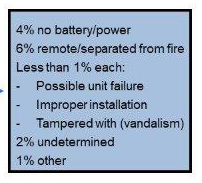 4% no battery/power
6% remote/separated from fire
Less than 1% each:
- Possible unit failure
- Improper installation
- Tampered with (vandalism)
2% undetermined
1% other